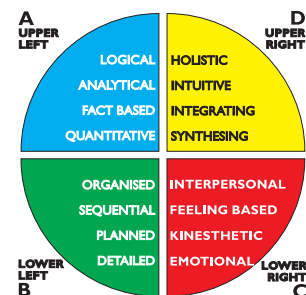 A
UPPER
LEFT
D
UPPER
RIGHT
LOGICAL
ANALYTICAL
FACT BASED
QUANTITATIVE
HOLISTIC
INTUITIVE
INTEGRATING
SYNTHESING
ORGANISED
SEQUENTIAL
PLANNED
DETAILED
INTERPERSONAL
FEELING BASED
KINESTHETIC
EMOTIONAL
LOWER
LEFT
B
LOWER
RIGHT
C